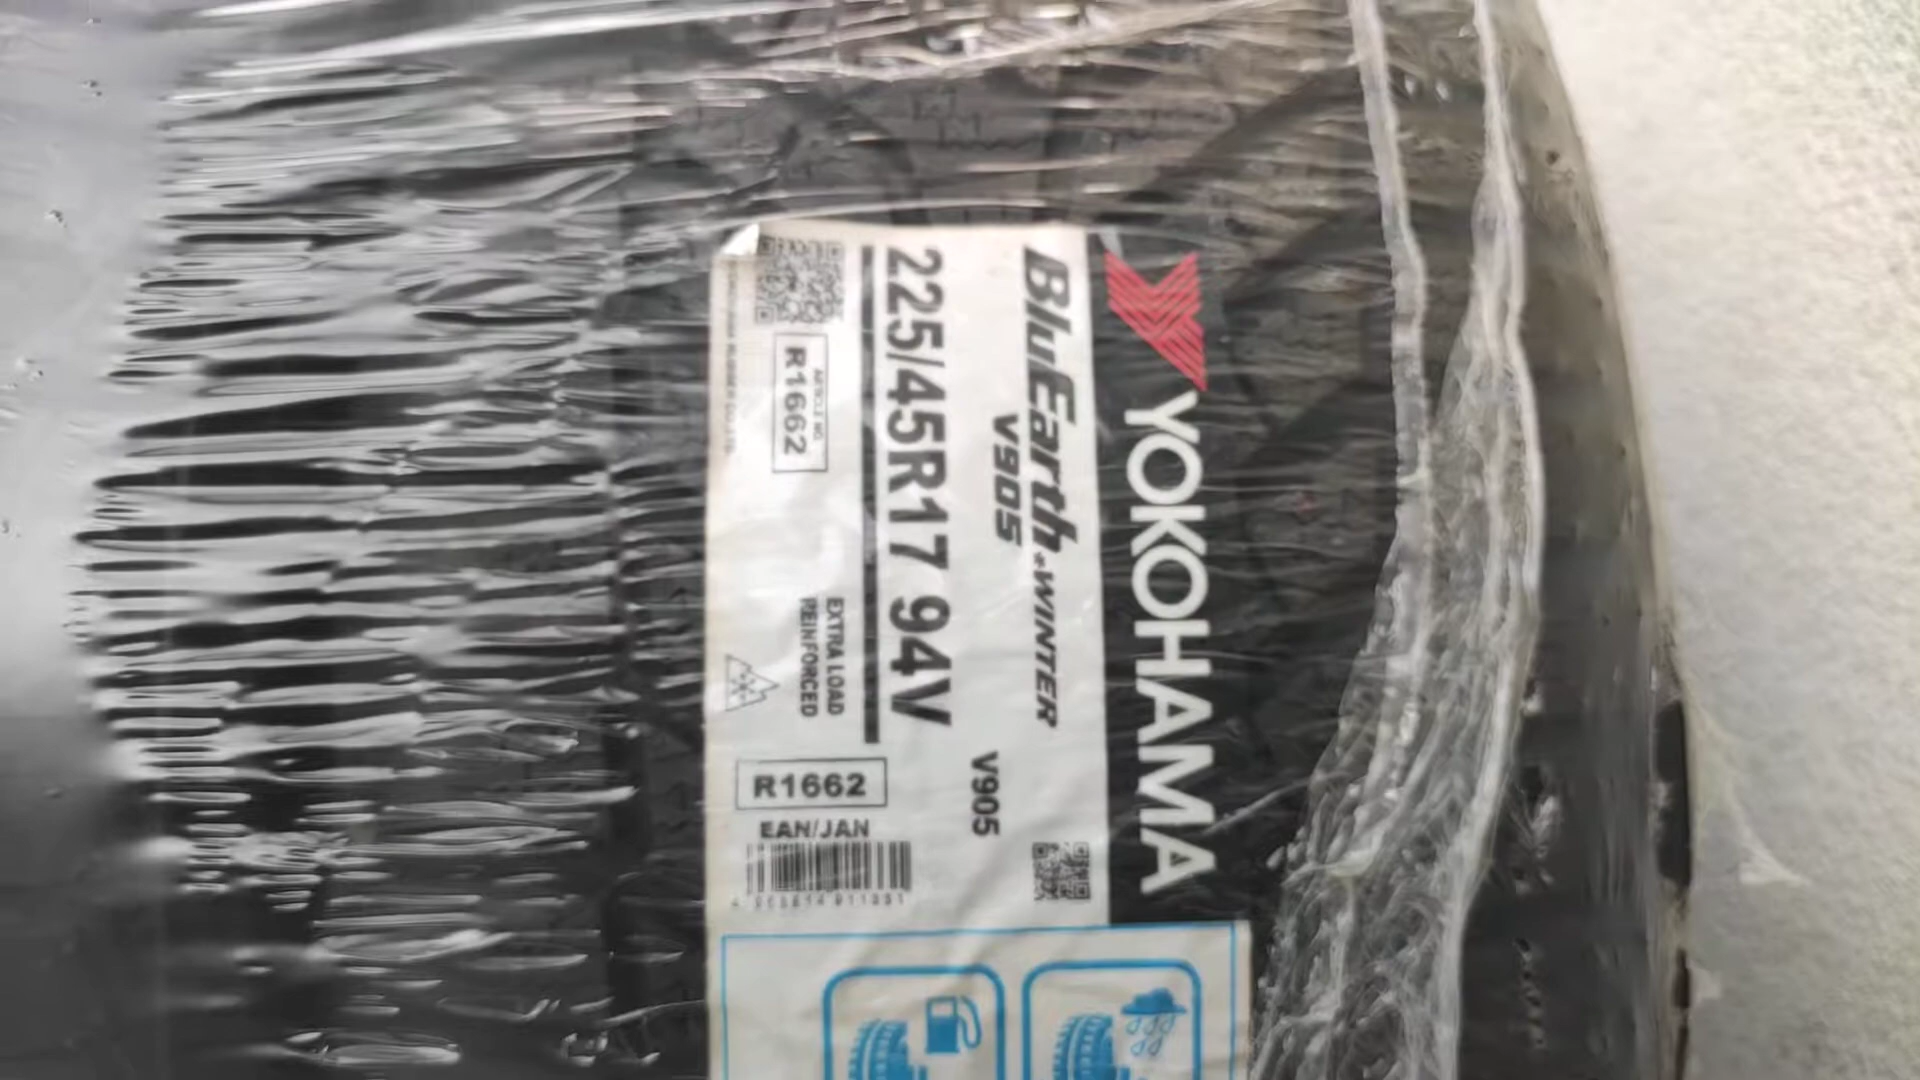 YOKOHAMA
BluEarth*WINTER
V905
225/45R17 94V
EXTRA LOAD
REINFORCED
ARTICLE NO.
R1662
V905
R1662
EAN/JAN